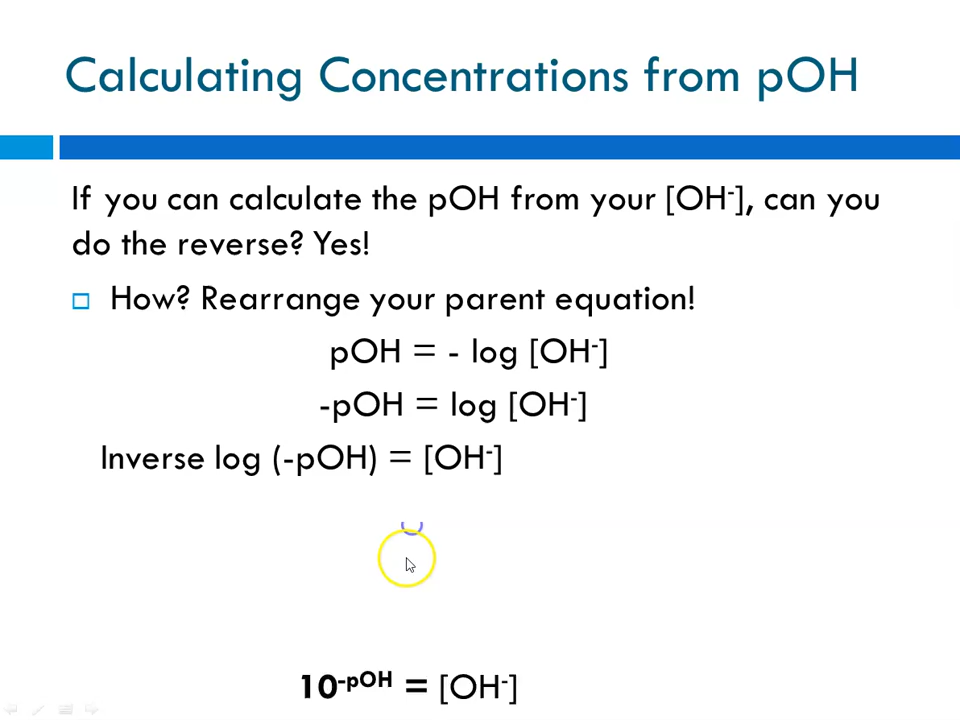 Calculating Concentrations from pOH
If you can calculate the pOH from your [OH⁻], can you
do the reverse? Yes!
How? Rearrange your parent equation!
pOH = - log [OH⁻]
-pOH = log [OH⁻]
Inverse log (-pOH) = [OH⁻]
10⁻ᵖᴼᴴ = [OH⁻]